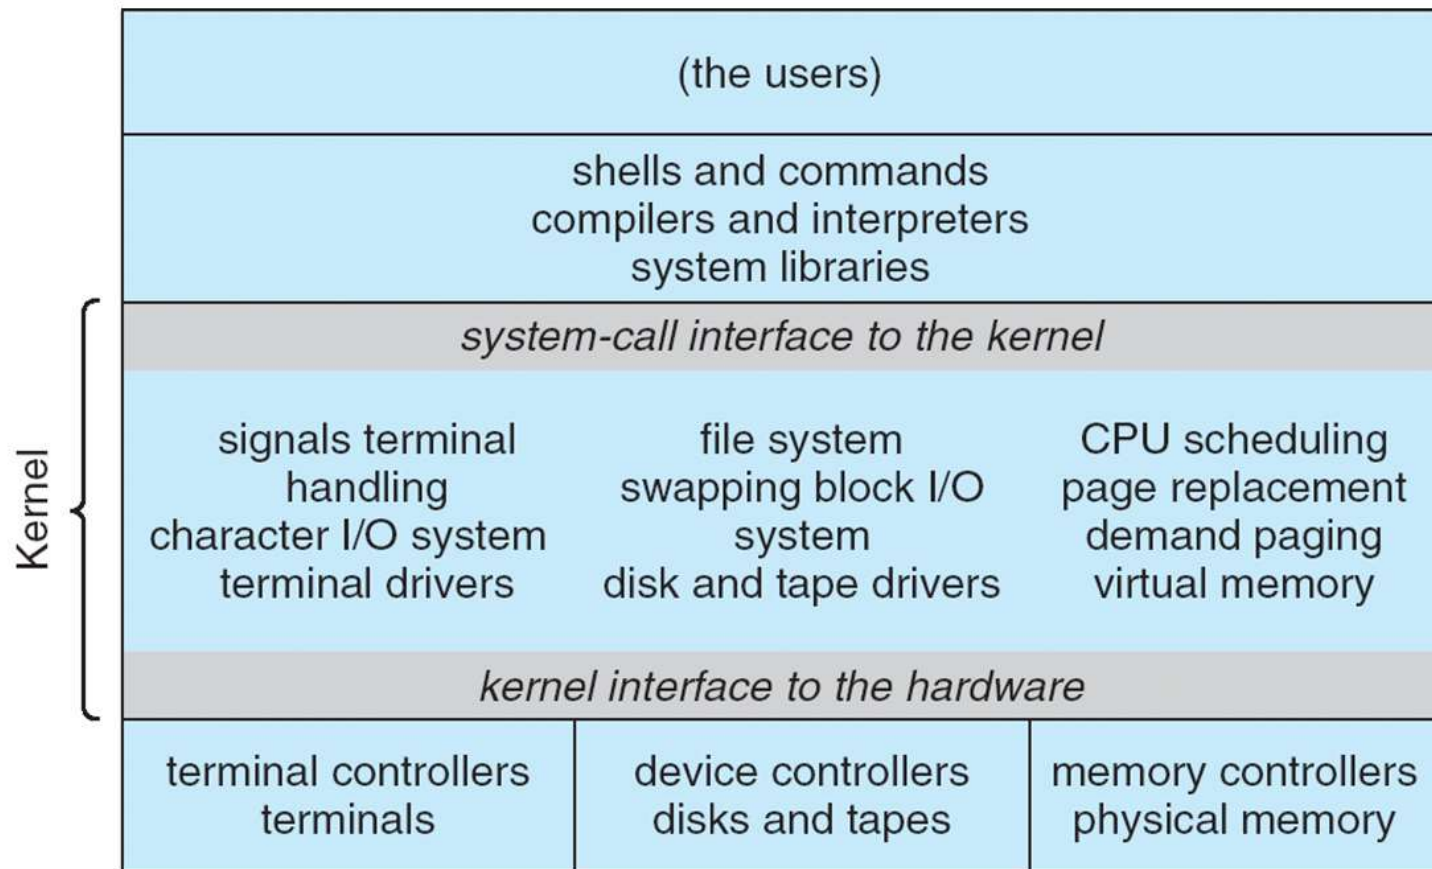 (the users)
shells and commands
compilers and interpreters
system libraries
Kernel
system-call interface to the kernel
signals terminal
handling
character I/O system
terminal drivers
file system
swapping block I/O
system
disk and tape drivers
CPU scheduling
page replacement
demand paging
virtual memory
kernel interface to the hardware
terminal controllers
terminals
device controllers
disks and tapes
memory controllers
physical memory